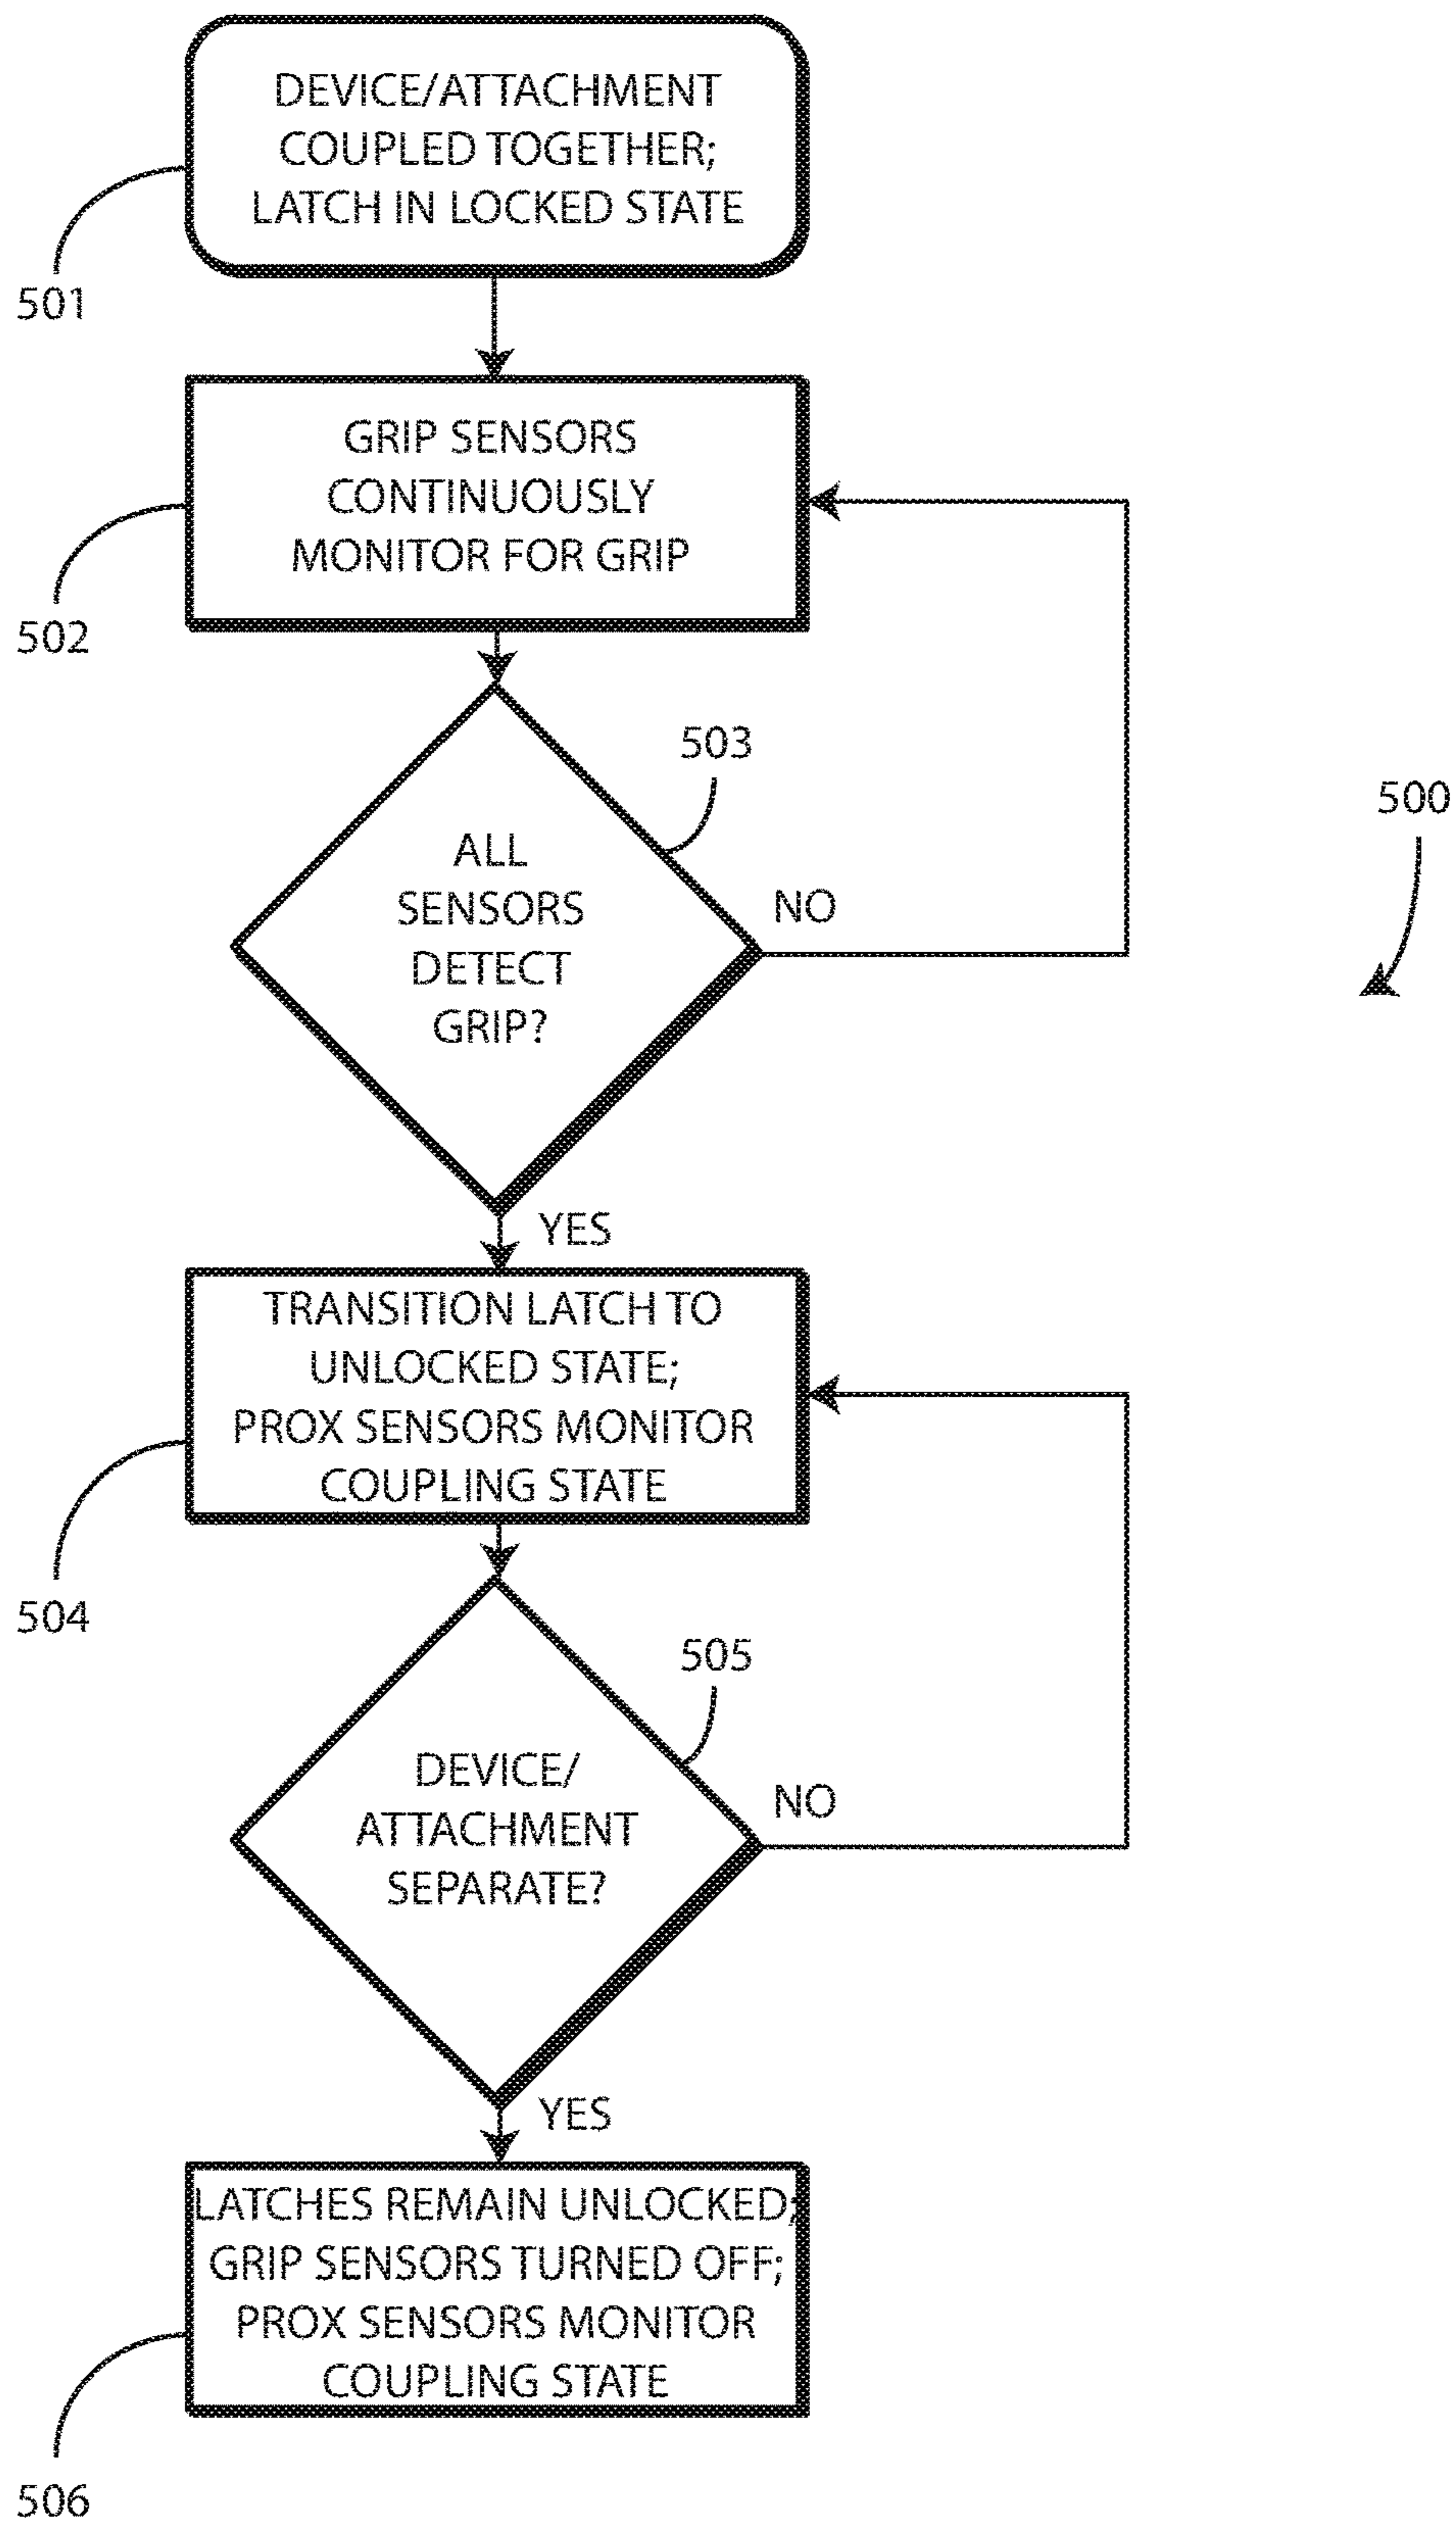 DEVICE/ATTACHMENT
COUPLED TOGETHER;
LATCH IN LOCKED STATE
501
GRIP SENSORS
CONTINUOUSLY
MONITOR FOR GRIP
502
503
ALL
SENSORS
DETECT
GRIP?
NO
500
YES
TRANSITION LATCH TO
UNLOCKED STATE;
PROX SENSORS MONITOR
COUPLING STATE
504
505
DEVICE/
ATTACHMENT
SEPARATE?
NO
YES
LATCHES REMAIN UNLOCKED;
GRIP SENSORS TURNED OFF;
PROX SENSORS MONITOR
COUPLING STATE
506